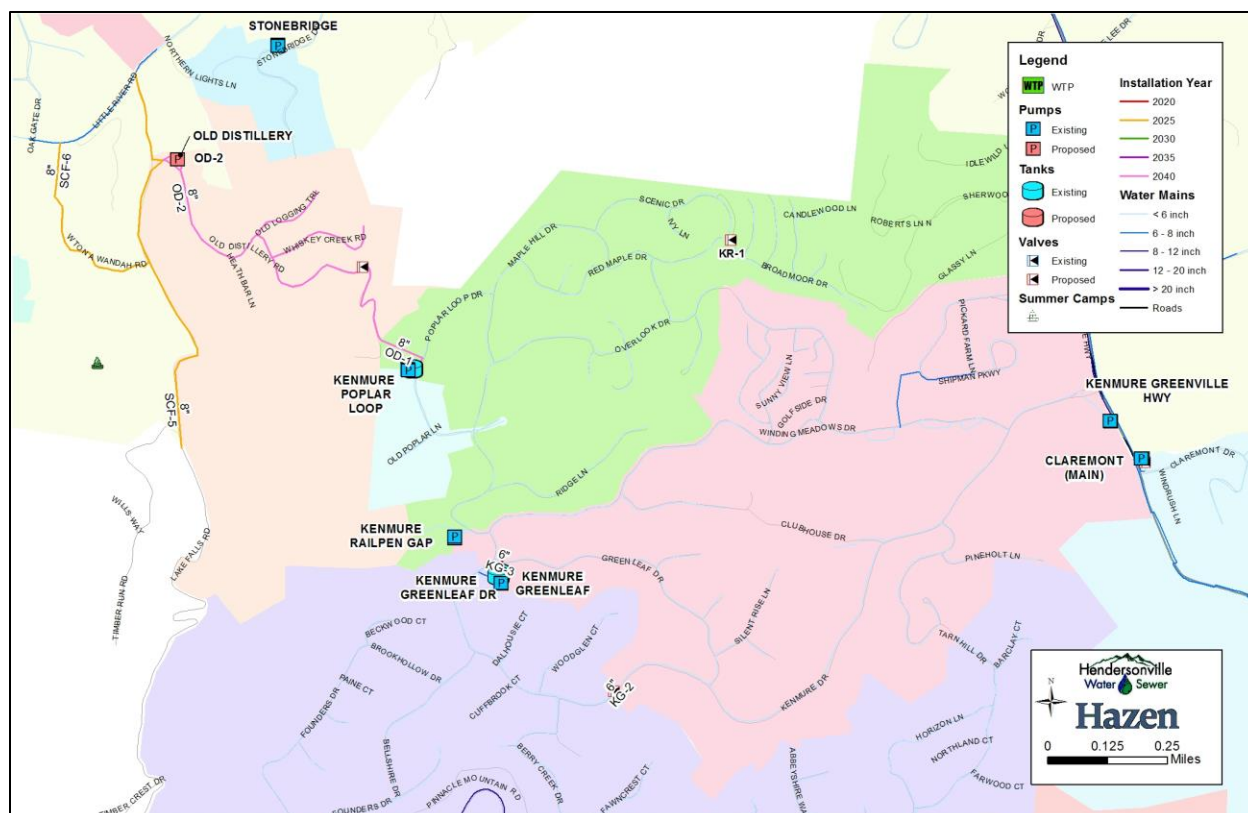 STONEBRIDGE
STONEBRIDGE D
NORTHERN LIGHTS LN
OAK GATE DR
LITTLE RIVER RD
OLD DISTILLERY
OD-2
8"
SCF-6
8"
OD-2
OLD LOGGING TRL
WHISKEY CREEK RD
OLD DISTILLERY RD
HEATH BAR LN
WTONA WANDAH RD
SCENIC DR
IVY LN
CANDLEWOOD LN
ROBERTS LN N
MAPLE HILL DR
RED MAPLE DR
KR-1
BROADMOOR DR
GLASSY LN
POPLAR LOOP DR
OVERLOOK DR
8"
OD-1
KENMURE
POPLAR
LOOP
8"
SCF-5
OLD POPLAR LN
SUNNY VIEW LN
GOLFSIDE DR
PICKARD FARM LN
SHIPMAN PKWY
WINDING MEADOWS DR
E HWY
KENMURE GREENVILLE
HWY
CLAREMONT
(MAIN)
CLAREMONT DR
WINDRUSH LN
RIDGE LN
WILLS WAY
LAKE FALLS RD
TIMBER RUN RD
KENMURE
RAILPEN GAP
6"
KG-3
KENMURE
GREENLEAF DR
KENMURE
GREENLEAF
GREENLEAF DR
CLUBHOUSE DR
PINEHOLT LN
SILENT RISE LN
TARN HILL DR
BARCLAY CT
BECKWOOD CT
BROOKHOLLOW DR
DALHOUSIE CT
WOODGLEN CT
PAINE CT
FOUNDERS DR
CLIFFBROOK CT
6"
KG-2
KENMURE DR
HORIZON LN
NORTHLAND CT
FARWOOD CT
BELLSHIRE DR
BERRY CREEK DR
FAWNCREST CT
PINNACLE MOUNTAIN RD
OUNDERS DR
TIMBER CREST DR
ABBEYSHIRE WA
E LEE DR
IDLEWILD
SHERWOO
Legend
WTP WTP
Pumps
P Existing
P Proposed
Tanks
Existing
Proposed
Valves
Existing
Proposed
Summer Camps
Installation Year
2020
2025
2030
2035
2040
Water Mains
< 6 inch
6 - 8 inch
8 - 12 inch
12 - 20 inch
> 20 inch
Roads
Hendersonville
Water Sewer
N
Hazen
0 0.125 0.25
Miles